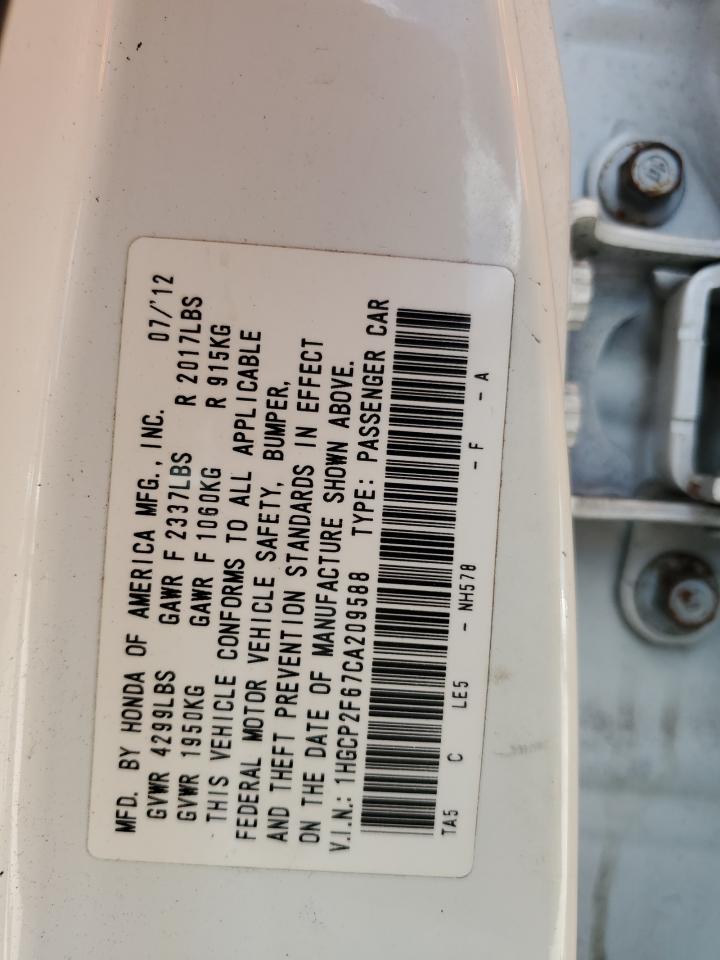 MFD. BY HONDA OF AMERICA MFG., INC. 07/'12
GVWR 4299LBS GAWR F 2337LBS R 2017LBS
GVWR 1950KG GAWR F 1060KG R 915KG
THIS VEHICLE CONFORMS TO ALL APPLICABLE
FEDERAL MOTOR VEHICLE SAFETY, BUMPER,
AND THEFT PREVENTION STANDARDS IN EFFECT
ON THE DATE OF MANUFACTURE SHOWN ABOVE.
V.I.N.: 1HGCP2F67CA209588 TYPE: PASSENGER CAR
TA5 C LE5 - NH578 - F - A